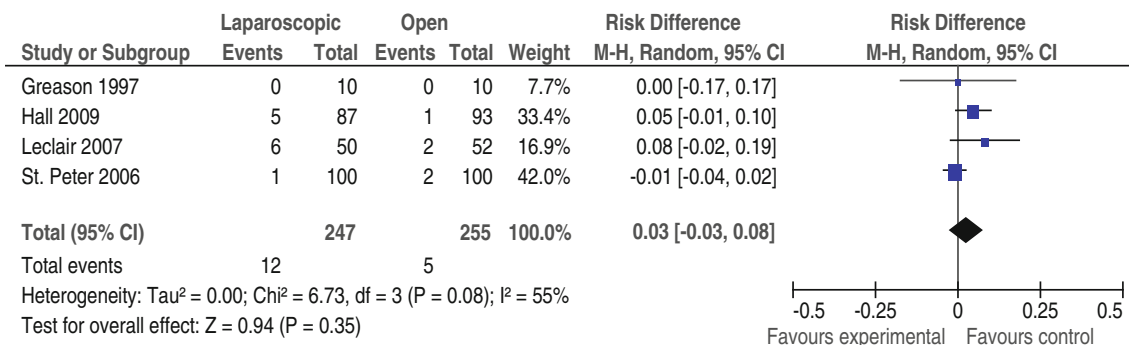 Laparoscopic Open Risk Difference Risk Difference
Study or Subgroup Events Total Events Total Weight M-H, Random, 95% CI M-H, Random, 95% CI
Greason 1997 0 10 0 10 7.7% 0.00 [-0.17, 0.17]
Hall 2009 5 87 1 93 33.4% 0.05 [-0.01, 0.10]
Leclair 2007 6 50 2 52 16.9% 0.08 [-0.02, 0.19]
St. Peter 2006 1 100 2 100 42.0% -0.01 [-0.04, 0.02]
Total (95% CI) 247 255 100.0% 0.03 [-0.03, 0.08]
Total events 12 5
Heterogeneity: Tau² = 0.00; Chi² = 6.73, df = 3 (P = 0.08); I² = 55%
Test for overall effect: Z = 0.94 (P = 0.35)
-0.5 -0.25 0 0.25 0.5
Favours experimental Favours control